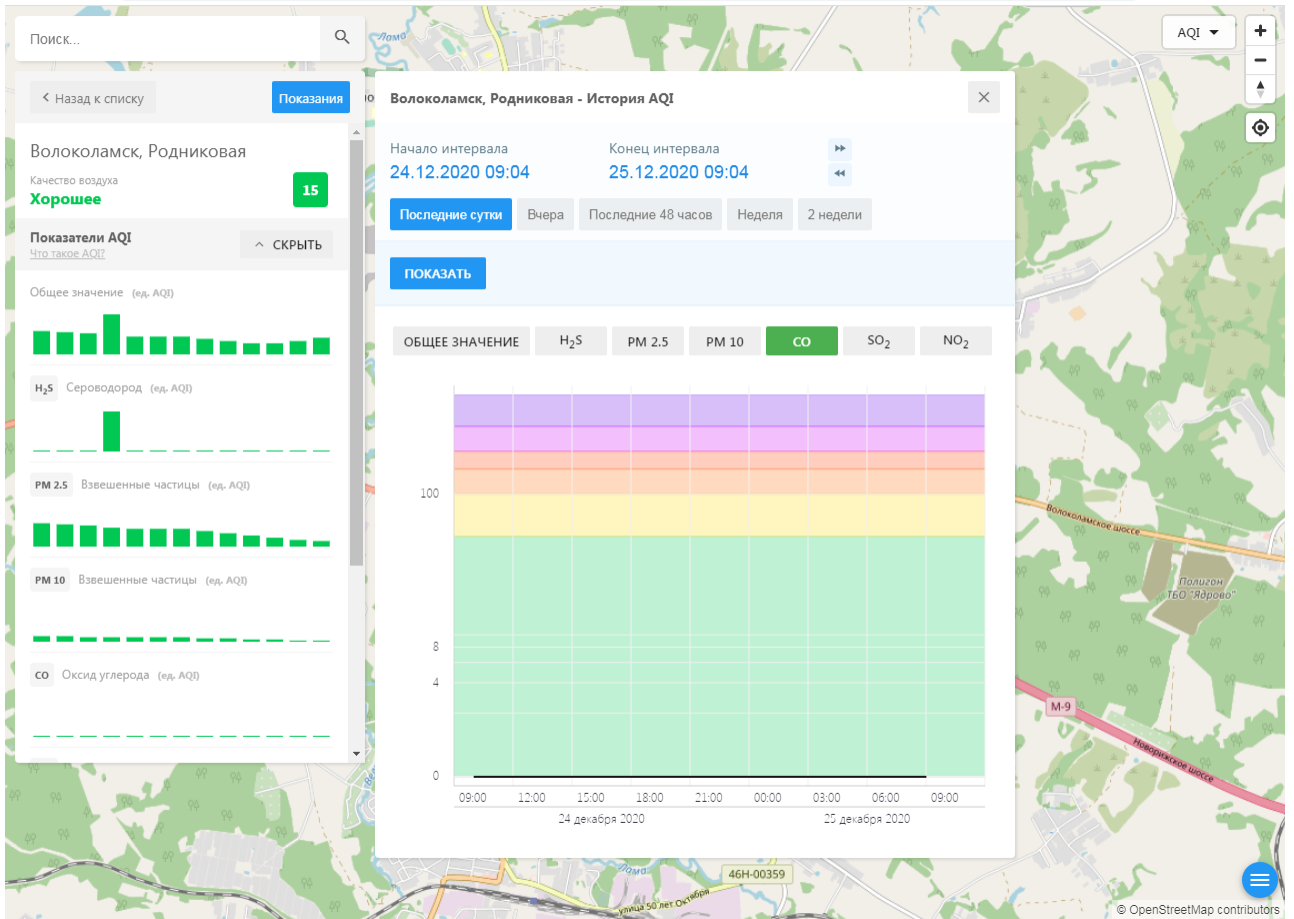 Поиск...
Лома
AQI
Назад к списку
Показания
Волоколамск, Родниковая
Качество воздуха
Хорошее
15
Показатели AQI
Что такое AQI?
СКРЫТЬ
Общее значение (ед. AQI)
H2S Сероводород (ед. AQI)
PM 2.5 Взвешенные частицы (ед. AQI)
PM 10 Взвешенные частицы (ед. AQI)
CO Оксид углерода (ед. AQI)
Волоколамск, Родниковая - История AQI
Начало интервала
24.12.2020 09:04
Конец интервала
25.12.2020 09:04
Последние сутки
Вчера
Последние 48 часов
Неделя
2 недели
ПОКАЗАТЬ
ОБЩЕЕ ЗНАЧЕНИЕ
H2S
PM 2.5
PM 10
CO
SO2
NO2
100
8
4
0
09:00 12:00 15:00 18:00 21:00 00:00 03:00 06:00 09:00
24 декабря 2020 25 декабря 2020
Волоколамское шоссе
Полигон
ТБО "Ядрово"
М-9
Новорижское шоссе
46Н-00359
улица 50 лет Октября
© OpenStreetMap contributors